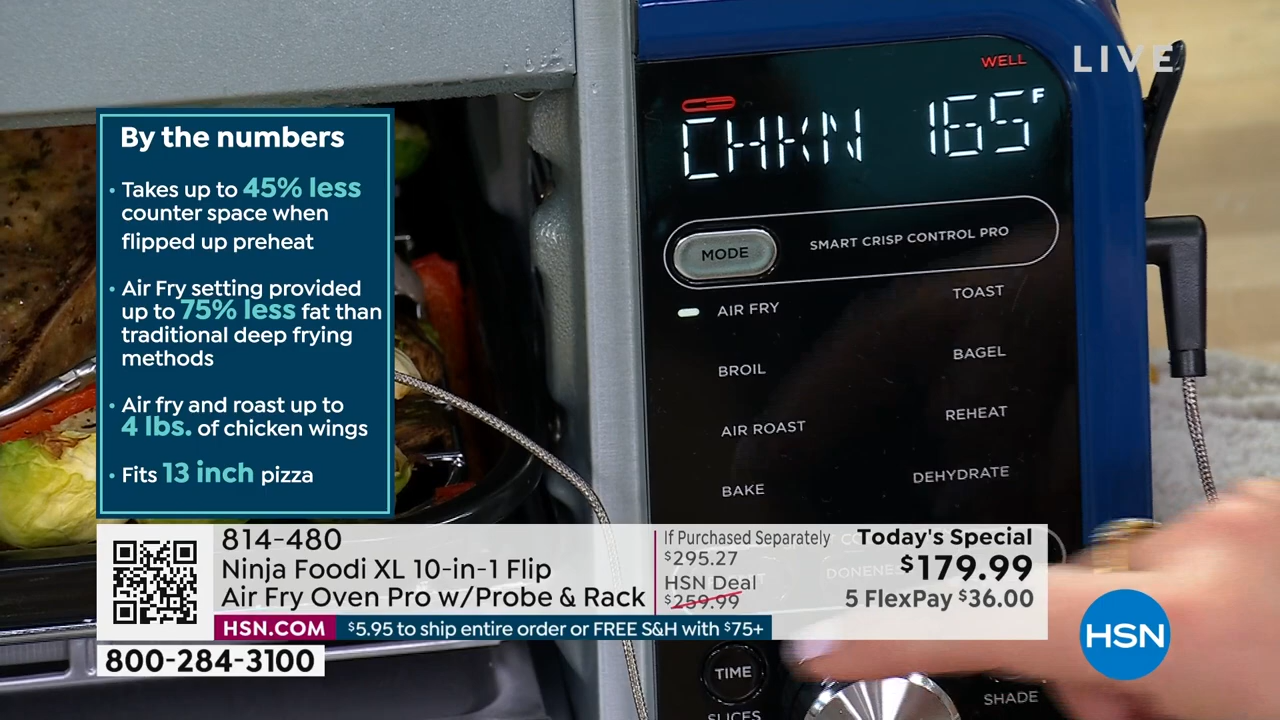 LIVE
WELL
CHKN 165F
MODE
SMART CRISP CONTROL PRO
AIR FRY
TOAST
BROIL
BAGEL
AIR ROAST
REHEAT
BAKE
DEHYDRATE
TIME
SLICES
SHADE
By the numbers
• Takes up to 45% less
counter space when
flipped up preheat
• Air Fry setting provided
up to 75% less fat than
traditional deep frying
methods
• Air fry and roast up to
4 lbs. of chicken wings
• Fits 13 inch pizza
814-480
Ninja Foodi XL 10-in-1 Flip
Air Fry Oven Pro w/Probe & Rack
If Purchased Separately
$295.27
HSN Deal
$259.99
Today's Special
$179.99
5 FlexPay $36.00
HSN.COM
$5.95 to ship entire order or FREE S&H with $75+
800-284-3100
HSN